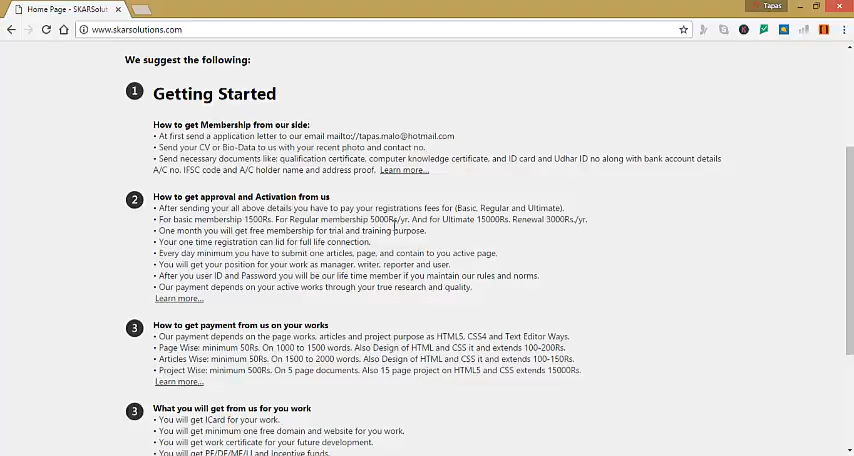 Home Page - SKARSolut
Tapas
www.skarsolutions.com
We suggest the following:
1
Getting Started
How to get Membership from our side:
• At first send a application letter to our email mailto://tapas.malo@hotmail.com
• Send your CV or Bio-Data to us with your recent photo and contact no.
• Send necessary documents like: qualification certificate, computer knowledge certificate, and ID card and Udhar ID no along with bank account details
A/C no. IFSC code and A/C holder name and address proof. Learn more...
2
How to get approval and Activation from us
• After sending your all above details you have to pay your registrations fees for (Basic, Regular and Ultimate).
• For basic membership 1500Rs. For Regular membership 5000Rs/yr. And for Ultimate 15000Rs. Renewal 3000Rs./yr.
• One month you will get free membership for trial and training purpose.
• Your one time registration can lid for full life connection.
• Every day minimum you have to submit one articles, page, and contain to you active page.
• You will get your position for your work as manager, writer, reporter and user.
• After you user ID and Password you will be our life time member if you maintain our rules and norms.
• Our payment depends on your active works through your true research and quality.
Learn more...
3
How to get payment from us on your works
• Our payment depends on the page works, articles and project purpose as HTML5, CSS4 and Text Editor Ways.
• Page Wise: minimum 50Rs. On 1000 to 1500 words. Also Design of HTML and CSS it and extends 100-200Rs.
• Articles Wise: minimum 50Rs. On 1500 to 2000 words. Also Design of HTML and CSS it and extends 100-150Rs.
• Project Wise: minimum 500Rs. On 5 page documents. Also 15 page project on HTML5 and CSS extends 15000Rs.
Learn more...
3
What you will get from us for you work
• You will get ICard for your work.
• You will get minimum one free domain and website for you work.
• You will get work certificate for your future development.
• You will get PF/DF/MF/LI and Incentive funds.